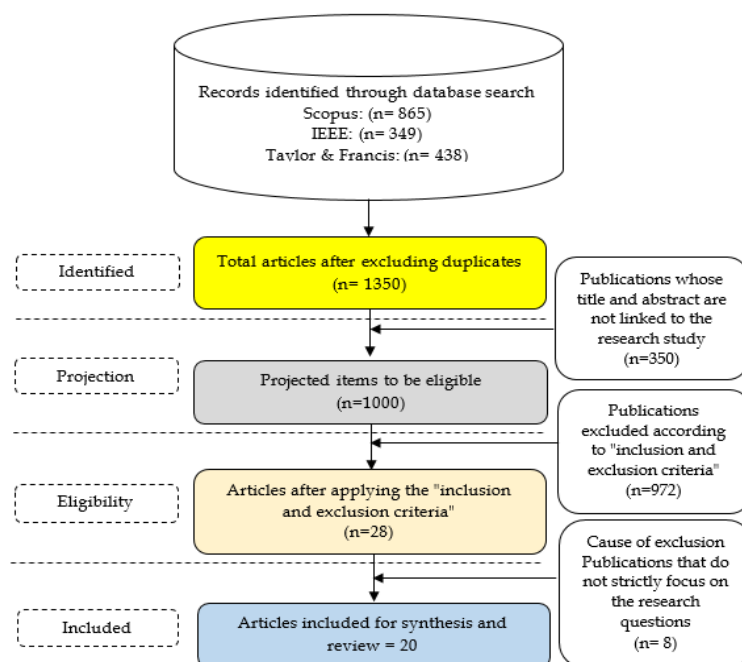 Records identified through database search
Scopus: (n= 865)
IEEE: (n= 349)
Taylor & Francis: (n= 438)
Identified
Total articles after excluding duplicates
(n= 1350)
Publications whose
title and abstract are
not linked to the
research study
(n=350)
Projection
Projected items to be eligible
(n=1000)
Publications
excluded according
to "inclusion and
exclusion criteria"
(n=972)
Eligibility
Articles after applying the "inclusion
and exclusion criteria"
(n=28)
Cause of exclusion
Publications that do
not strictly focus on
the research
questions
(n= 8)
Included
Articles included for synthesis and
review = 20